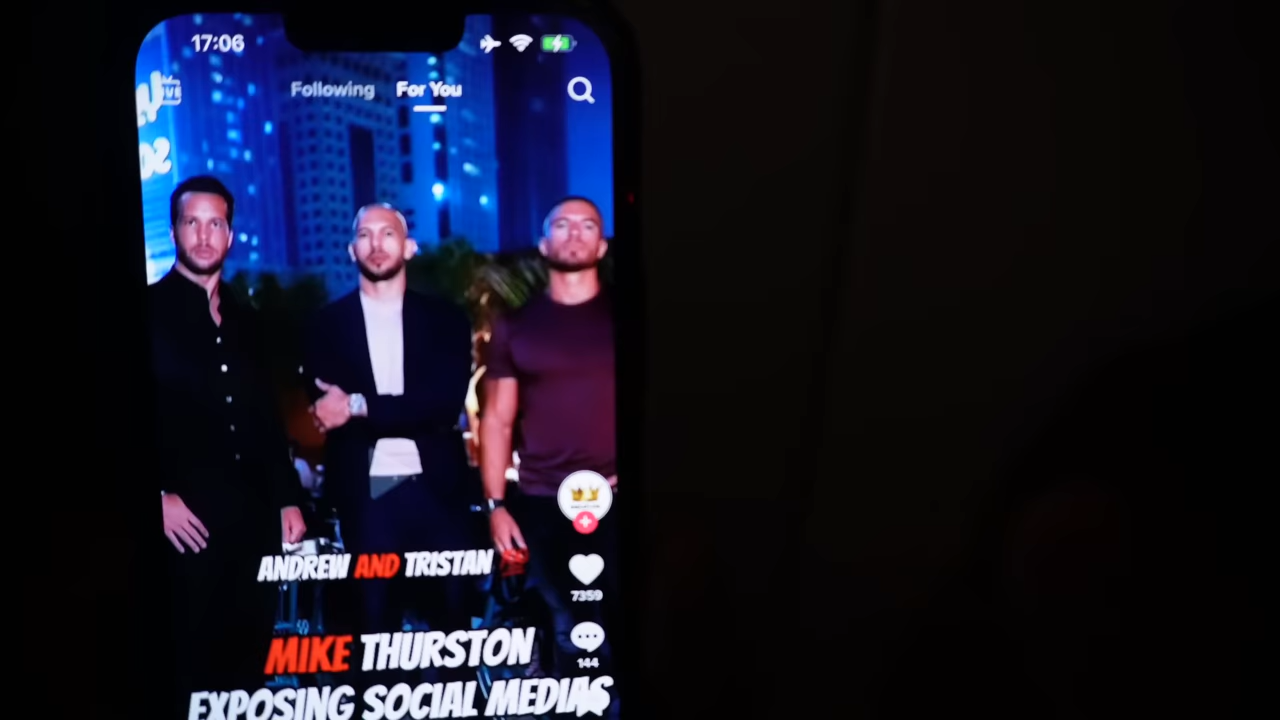 17:06
Following For You
ANDREW AND TRISTAN
7359
MIKE THURSTON
144
EXPOSING SOCIAL MEDIAS